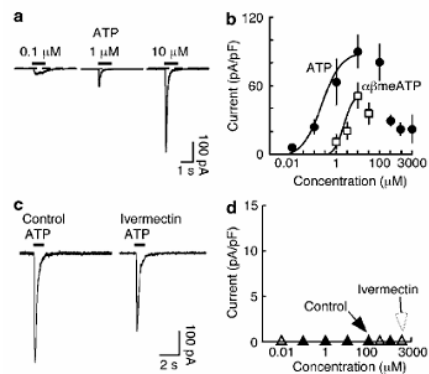 a
ATP
0.1 µM
1 µM
10 µM
100 pA
1 s
b
Current (pA/pF)
120
60
0
ATP
αβmeATP
0.01
1
100
3000
Concentration (µM)
c
Control
ATP
Ivermectin
ATP
100 pA
2 s
d
Current (pA/pF)
15
10
5
0
Control
Ivermectin
0.01
1
100
3000
Concentration (µM)